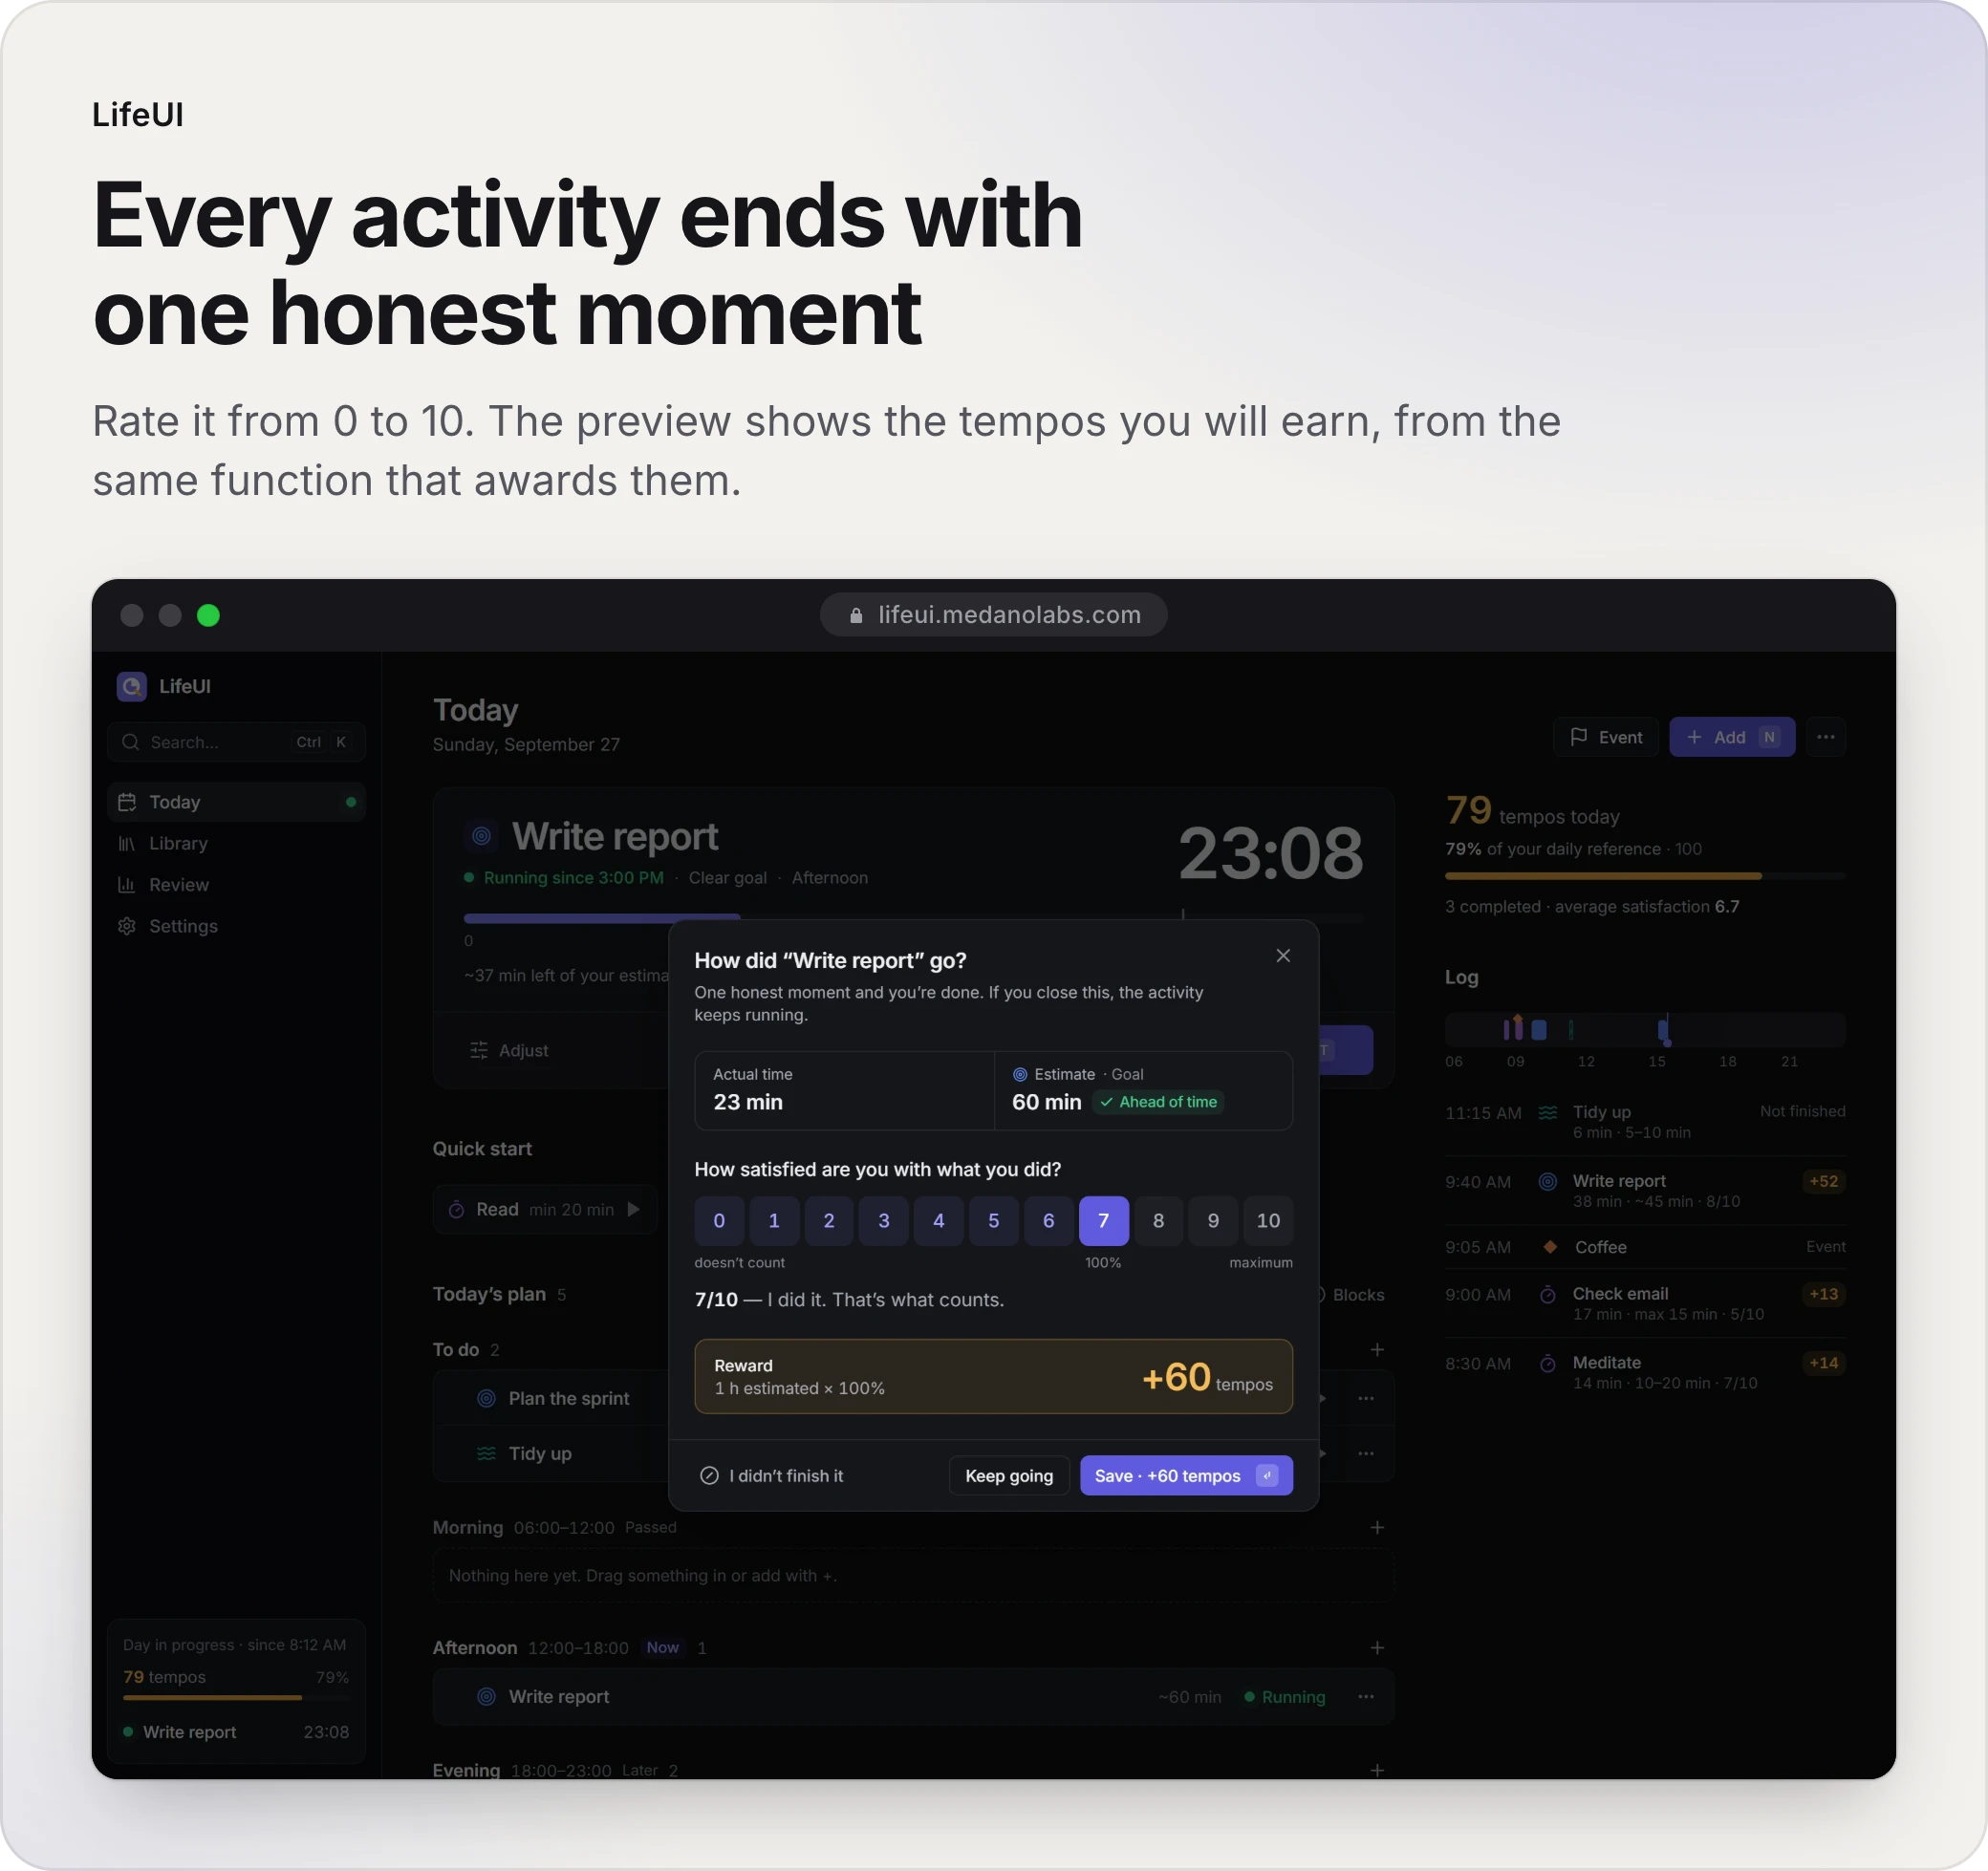 LifeUI
Every activity ends with
one honest moment
Rate it from 0 to 10. The preview shows the tempos you will earn, from the
same function that awards them.
lifeui.medanolabs.com
LifeUI
Search...
Ctrl K
Today
Library
Review
Settings
Day in progress · since 8:12 AM
79 tempos 79%
Write report 23:08
Today
Sunday, September 27
Event
+ Add N
Write report
23:08
Running since 3:00 PM · Clear goal · Afternoon
0
~37 min left of your estima
Adjust
T
Quick start
Read min 20 min
Today's plan 5
Blocks
To do 2
Plan the sprint
Tidy up
Morning 06:00–12:00 Passed
Nothing here yet. Drag something in or add with +.
Afternoon 12:00–18:00 Now 1
Write report
~60 min Running
Evening 18:00–23:00 Later 2
How did “Write report” go?
One honest moment and you’re done. If you close this, the activity
keeps running.
Actual time
23 min
Estimate · Goal
60 min Ahead of time
How satisfied are you with what you did?
0 1 2 3 4 5 6 7 8 9 10
doesn’t count 100% maximum
7/10 — I did it. That’s what counts.
Reward
1 h estimated × 100%
+60 tempos
I didn’t finish it
Keep going
Save · +60 tempos
79 tempos today
79% of your daily reference · 100
3 completed · average satisfaction 6.7
Log
06 09 12 15 18 21
11:15 AM Tidy up Not finished
6 min · 5–10 min
9:40 AM Write report +52
38 min · ~45 min · 8/10
9:05 AM Coffee Event
9:00 AM Check email +13
17 min · max 15 min · 5/10
8:30 AM Meditate +14
14 min · 10–20 min · 7/10